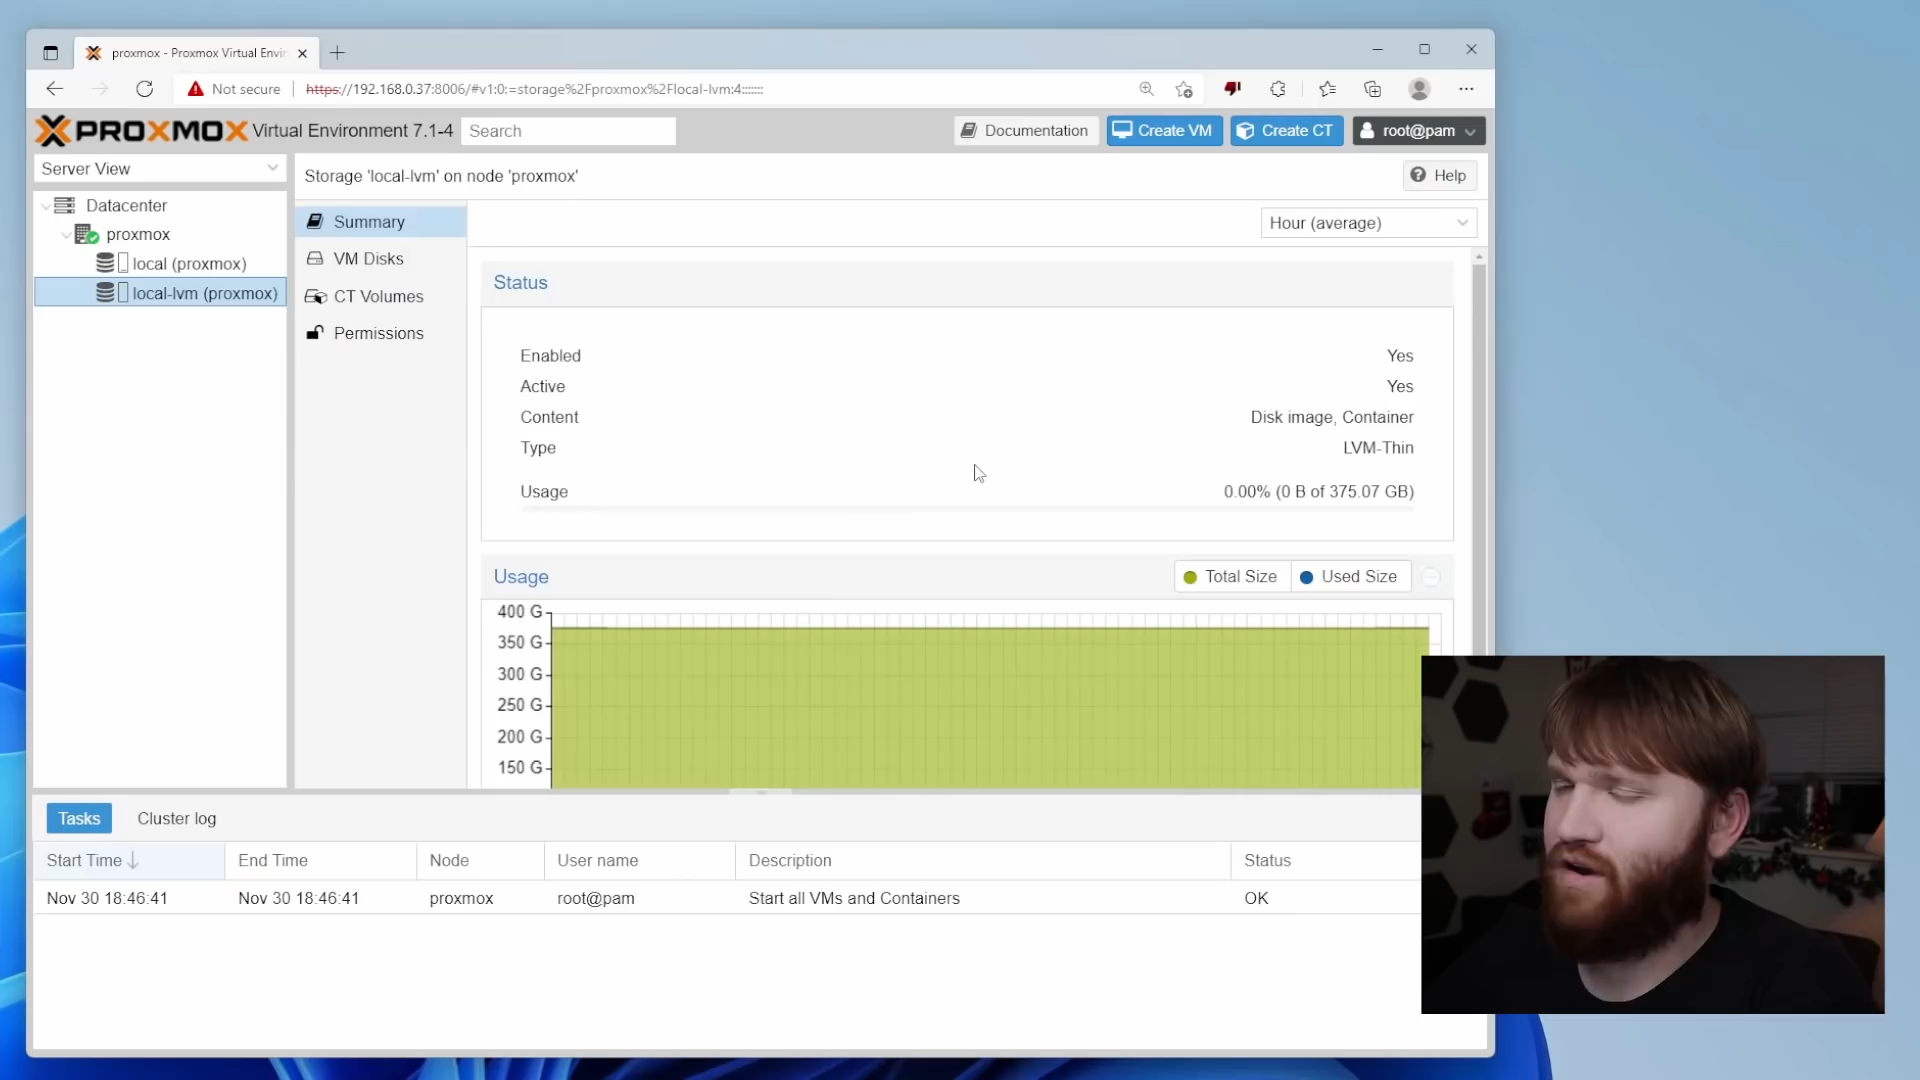 proxmox - Proxmox Virtual Envir
Not secure
https://192.168.0.37:8006/#v1:0:=storage%2Fproxmox%2Flocal-lvm:4:::::::
PROXMOX Virtual Environment 7.1-4
Search
Documentation
Create VM
Create CT
root@pam
Server View
Storage 'local-lvm' on node 'proxmox'
Help
Datacenter
proxmox
local (proxmox)
local-lvm (proxmox)
Summary
VM Disks
CT Volumes
Permissions
Hour (average)
Status
Enabled Yes
Active Yes
Content Disk image, Container
Type LVM-Thin
Usage 0.00% (0 B of 375.07 GB)
Usage
Total Size
Used Size
400 G
350 G
300 G
250 G
200 G
150 G
Tasks
Cluster log
Start Time End Time Node User name Description Status
Nov 30 18:46:41 Nov 30 18:46:41 proxmox root@pam Start all VMs and Containers OK